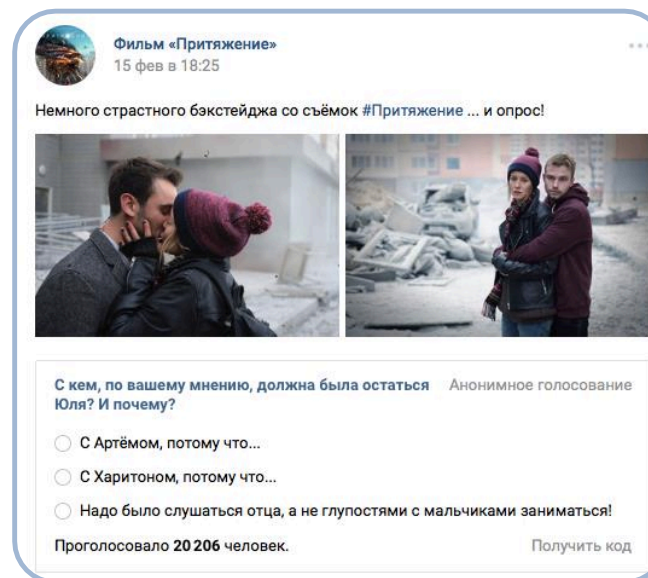 Фильм «Притяжение»
15 фев в 18:25
Немного страстного бэкстейджа со съёмок #Притяжение ... и опрос!
С кем, по вашему мнению, должна была остаться Юля? И почему?
Анонимное голосование
С Артёмом, потому что...
С Харитоном, потому что...
Надо было слушаться отца, а не глупостями с мальчиками заниматься!
Проголосовало 20 206 человек.
Получить код